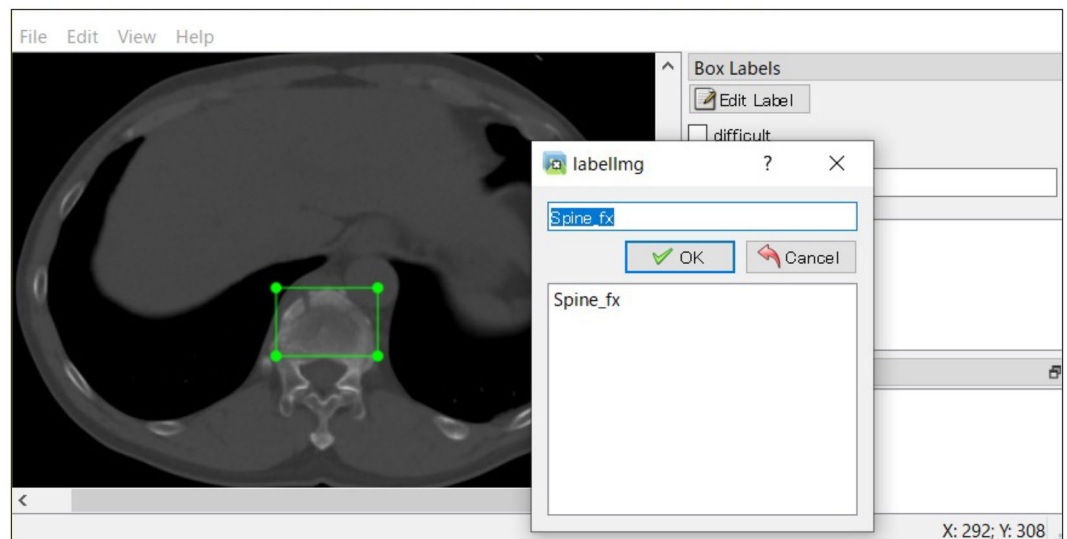 File Edit View Help
Box Labels
Edit Label
difficult
labelImg ? ×
Spine_fx
OK Cancel
Spine_fx
X: 292; Y: 308